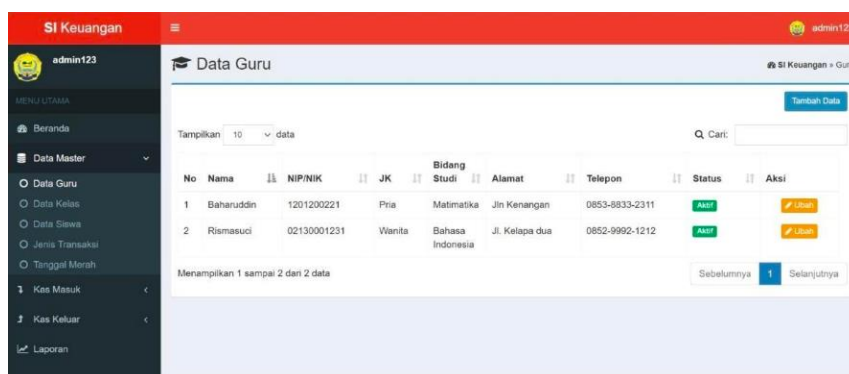 SI Keuangan
admin12
admin123
Data Guru
SI Keuangan > Gur
MENU UTAMA
Tambah Data
Beranda
Tampilkan 10 data
Cari:
Data Master
No Nama NIP/NIK JK Bidang Studi Alamat Telepon Status Aksi
Data Guru
1 Baharuddin 1201200221 Pria Matimatika Jln Kenangan 0853-8833-2311 Aktif Ubah
Data Kelas
2 Rismasuci 02130001231 Wanita Bahasa Indonesia Jl. Kelapa dua 0852-9992-1212 Aktif Ubah
Data Siswa
Jenis Transaksi
Tanggal Merah
Menampilkan 1 sampai 2 dari 2 data
Sebelumnya 1 Selanjutnya
Kas Masuk
Kas Keluar
Laporan